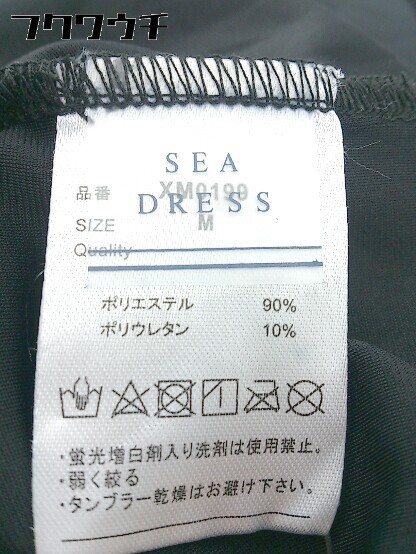 フクワウチ
SEA
品番 XM0199
DRESS
SIZE M
Quality
ポリエステル 90%
ポリウレタン 10%
・蛍光増白剤入り洗剤は使用禁止。
・弱く絞る
・タンブラー乾燥はお避け下さい。